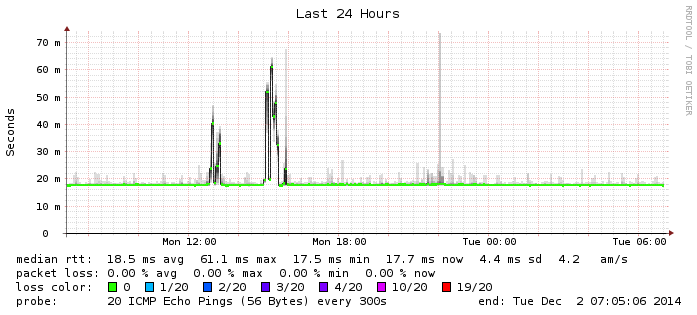 Last 24 Hours
RRDTOOL / TOBI OETIKER
Seconds
70 m
60 m
50 m
40 m
30 m
20 m
10 m
0
Mon 12:00 Mon 18:00 Tue 00:00 Tue 06:00
median rtt: 18.5 ms avg 61.1 ms max 17.5 ms min 17.7 ms now 4.4 ms sd 4.2 am/s
packet loss: 0.00 % avg 0.00 % max 0.00 % min 0.00 % now
loss color: 0 1/20 2/20 3/20 4/20 10/20 19/20
probe: 20 ICMP Echo Pings (56 Bytes) every 300s end: Tue Dec 2 07:05:06 2014